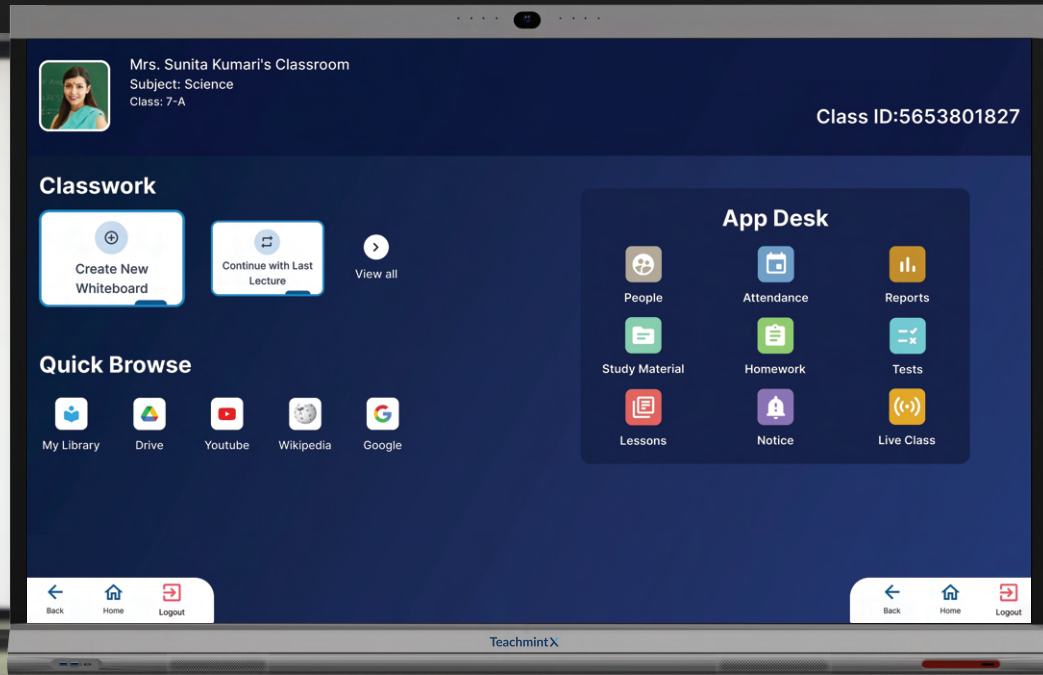 Mrs. Sunita Kumari's Classroom
Subject: Science
Class: 7-A
Class ID:5653801827
Classwork
Create New
Whiteboard
Continue with Last
Lecture
View all
Quick Browse
My Library
Drive
Youtube
Wikipedia
Google
App Desk
People
Attendance
Reports
Study Material
Homework
Tests
Lessons
Notice
Live Class
Back
Home
Logout
Back
Home
Logout
Teachmint X